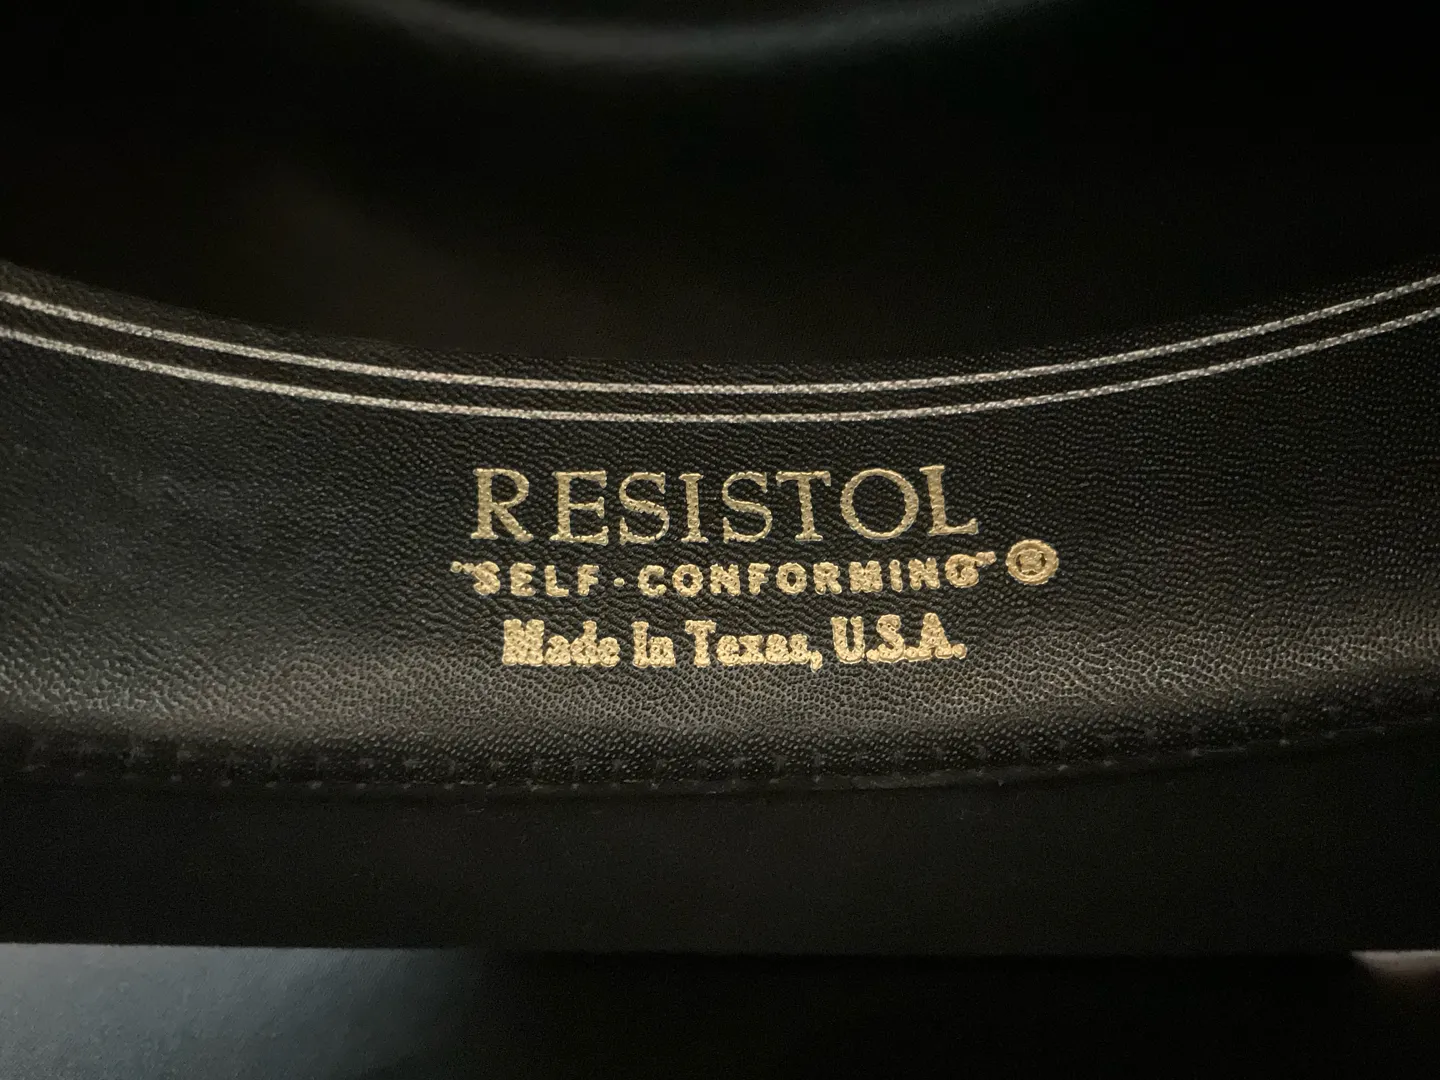 RESISTOL
"SELF-CONFORMING"®
Made in Texas, U.S.A.